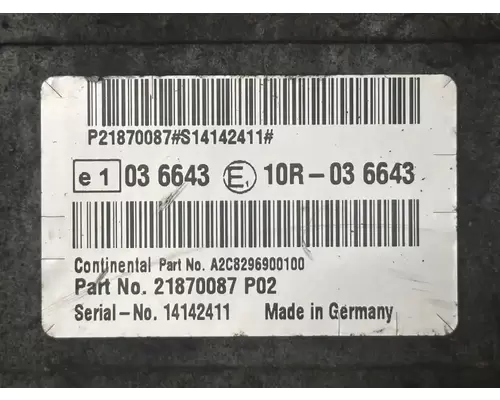 P21870087#S14142411#
e 1 03 6643 E1 10R-03 6643
Continental Part No. A2C8296900100
Part No. 21870087 P02
Serial-No. 14142411 Made in Germany